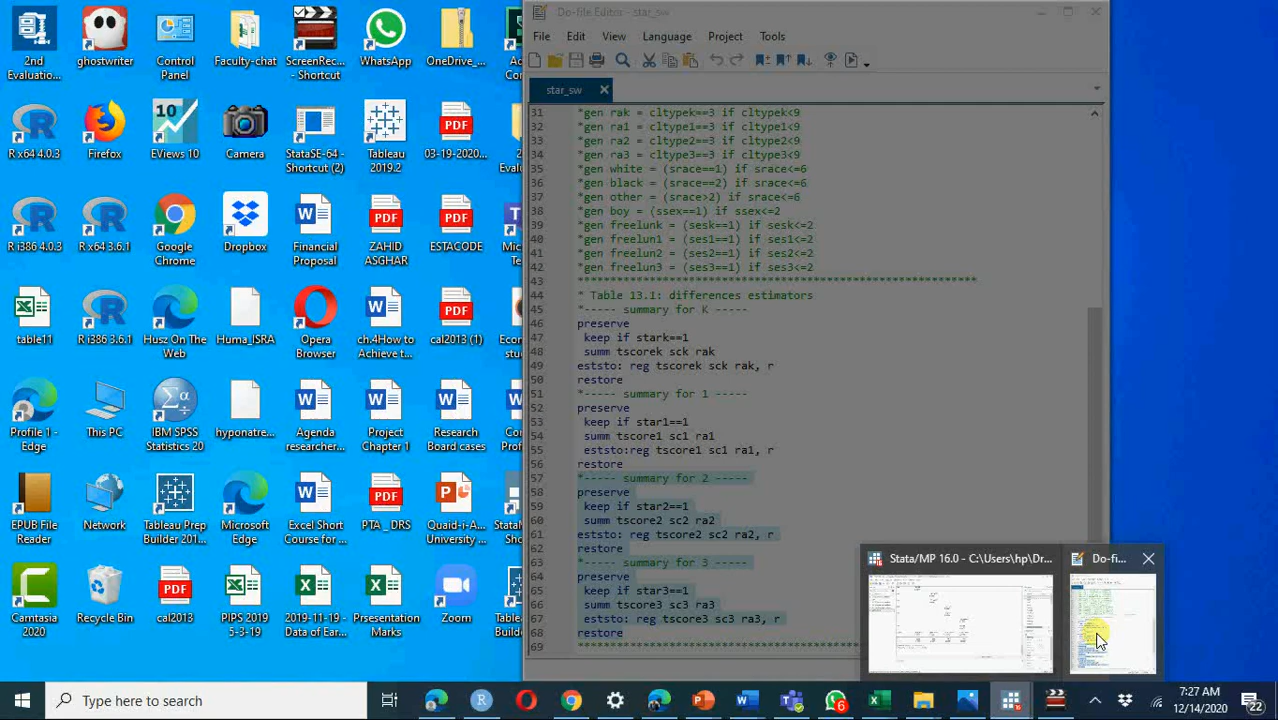 2nd
Evaluatio...
ghostwriter
Control
Panel
Faculty-chat
ScreenRec...
- Shortcut
WhatsApp
OneDrive_...
R x64 4.0.3
Firefox
EViews 10
Camera
StataSE-64 -
Shortcut (2)
Tableau
2019.2
03-19-2020...
R i386 4.0.3
R x64 3.6.1
Google
Chrome
Dropbox
Financial
Proposal
ZAHID
ASGHAR
ESTACODE
table11
R i386 3.6.1
Husz On The
Web
Huma_ISRA
Opera
Browser
ch.4How to
Achieve t...
cal2013 (1)
Profile 1 -
Edge
This PC
IBM SPSS
Statistics 20
hyponatre...
Agenda
researcher...
Project
Chapter 1
Research
Board cases
EPUB File
Reader
Network
Tableau Prep
Builder 201...
Microsoft
Edge
Excel Short
Course for ...
PTA _ DRS
Quaid-i-A...
University ...
Camtasia
2020
Recycle Bin
cal2013
PIPS 2019
5-3-19
2019-11-19 -
Data of Ear...
Prsesentation
Marks
Zoom
Do-file Editor - star_sw
File Edit View Language Project Tools
star_sw
31 *gen rak = cltypek==3 if cltypek<9
32 *gen ra1 = cltype1==3 if cltype1<9
33 *gen ra2 = cltype2==3 if cltype2<9
34 *gen ra3 = cltype3==3 if cltype3<9
35 *gen white = (srace==1) if srace<=6
36 *gen black = (srace==2) if srace<=6
37 *gen other = (srace>2) if srace<=6
38 *gen boy = (ssex==1) if ssex<=2
39 *gen freelunk = (sesk==1) if sesk<=2
40 *gen freelun1 = (ses1==1) if ses1<=2
41 *gen freelun2 = (ses2==1) if ses2<=2
42 *gen freelun3 = (ses3==1) if ses3<=2
43 ***************************************************
44 * Table 13.1: differences estimators
45 *----- summary for K -----
46 preserve
47 keep if stark==1
48 summ tscorek sck rak
49 eststo: reg tscorek sck rak, r
50 restore
51 *----- summary for 1 -----
52 preserve
53 keep if star1==1
54 summ tscore1 sc1 ra1
55 eststo:reg tscore1 sc1 ra1, r
56 restore
57 *----- summary for 2 -----
58 preserve
59 keep if star2==1
60 summ tscore2 sc2 ra2
61 eststo: reg tscore2 sc2 ra2, r
62 restore
63 *----- summary for 3 -----
64 preserve
65 keep if star3==1
66 summ tscore3 sc3 ra3
67 eststo: reg tscore3 sc3 ra3, r
68 restore
69
Stata/MP 16.0 - C:\Users\hp\Dr...
Do-fi...
Type here to search
6
7:27 AM
12/14/2020
22